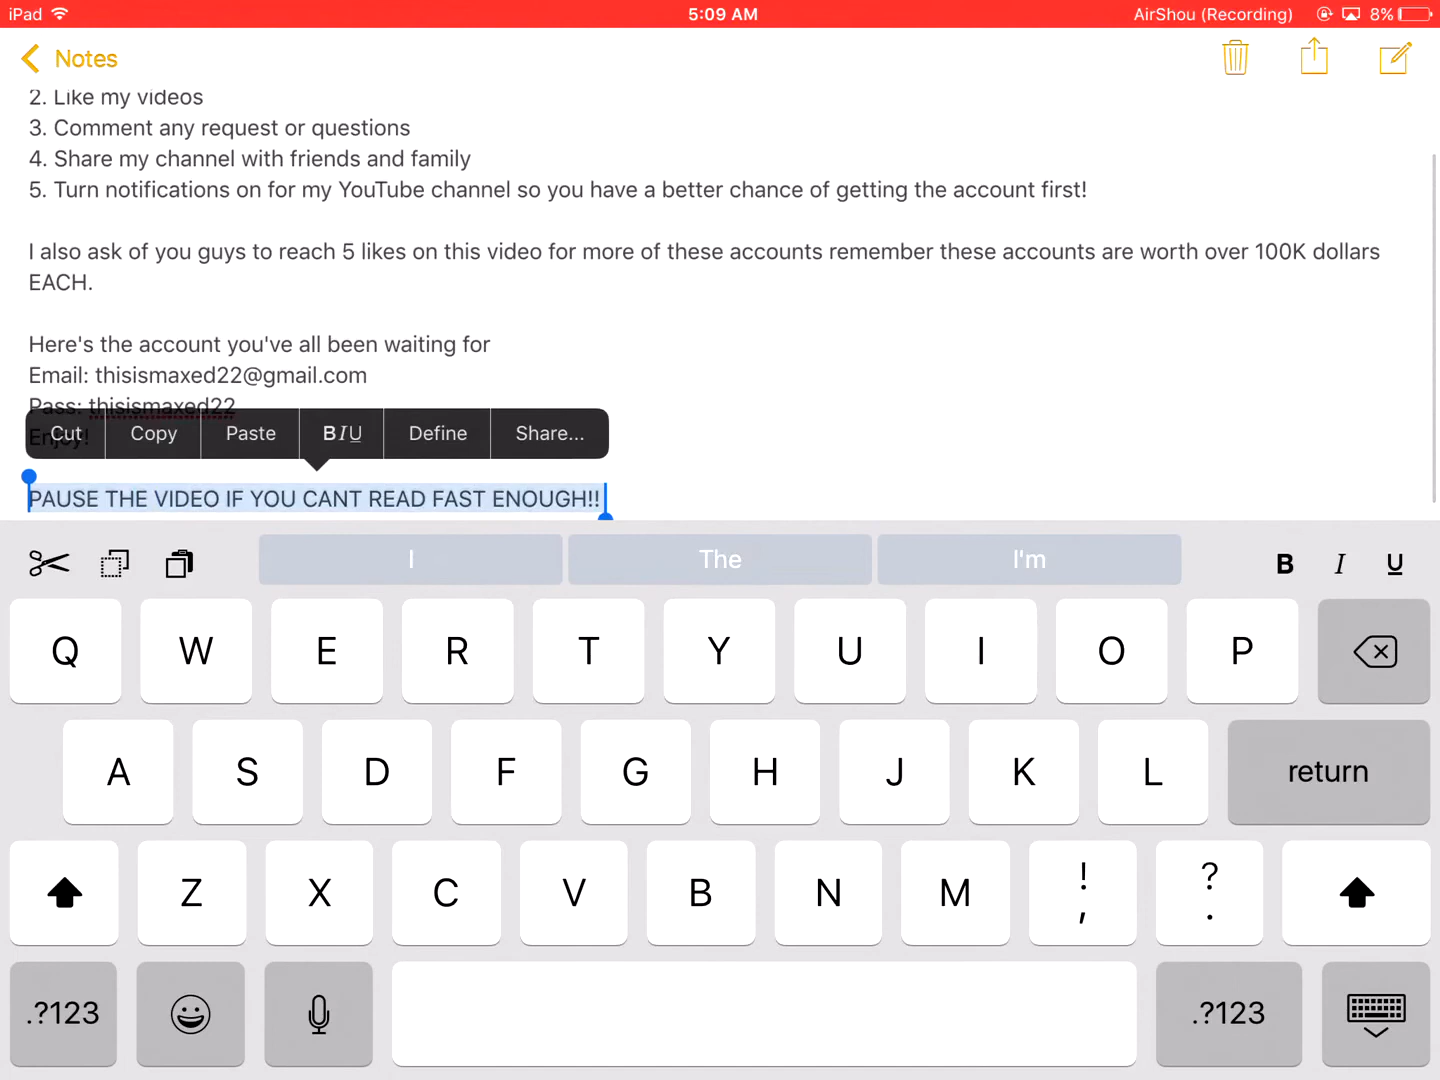 iPad 5:09 AM AirShou (Recording) 8%
Notes
2. Like my videos
3. Comment any request or questions
4. Share my channel with friends and family
5. Turn notifications on for my YouTube channel so you have a better chance of getting the account first!
I also ask of you guys to reach 5 likes on this video for more of these accounts remember these accounts are worth over 100K dollars
EACH.
Here's the account you've all been waiting for
Email: thisismaxed22@gmail.com
Pass: thisismaxed22
Enjoy!
Cut Copy Paste BIU Define Share...
PAUSE THE VIDEO IF YOU CANT READ FAST ENOUGH!!
I The I'm B I U
Q W E R T Y U I O P
A S D F G H J K L return
Z X C V B N M ! , ? .
.?123 .?123